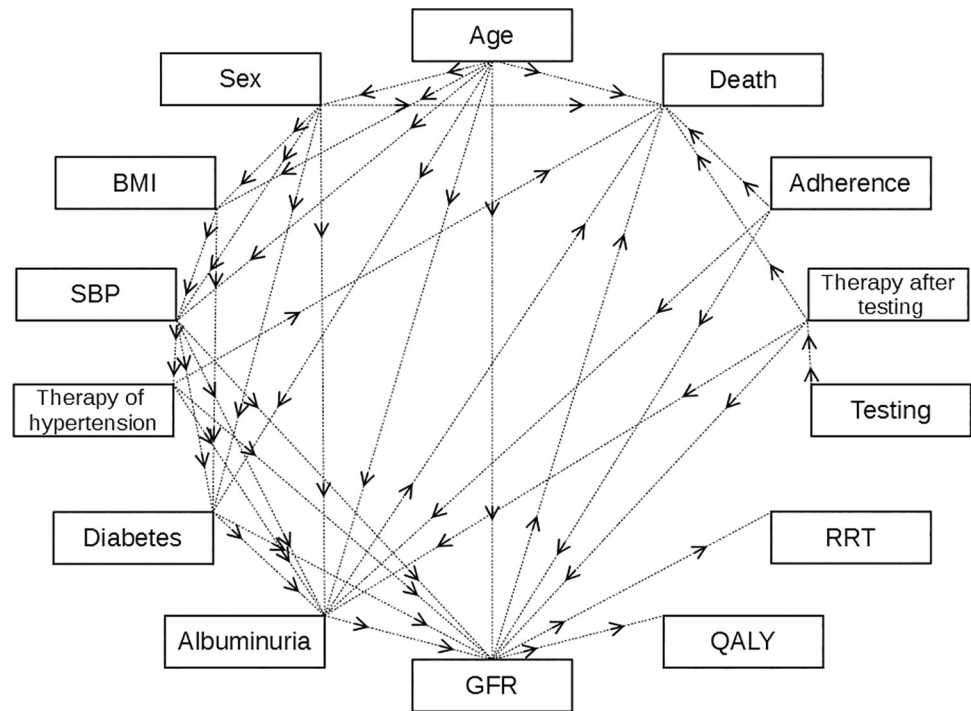 Age
Sex
Death
BMI
Adherence
SBP
Therapy after
testing
Therapy of
hypertension
Testing
Diabetes
RRT
Albuminuria
QALY
GFR